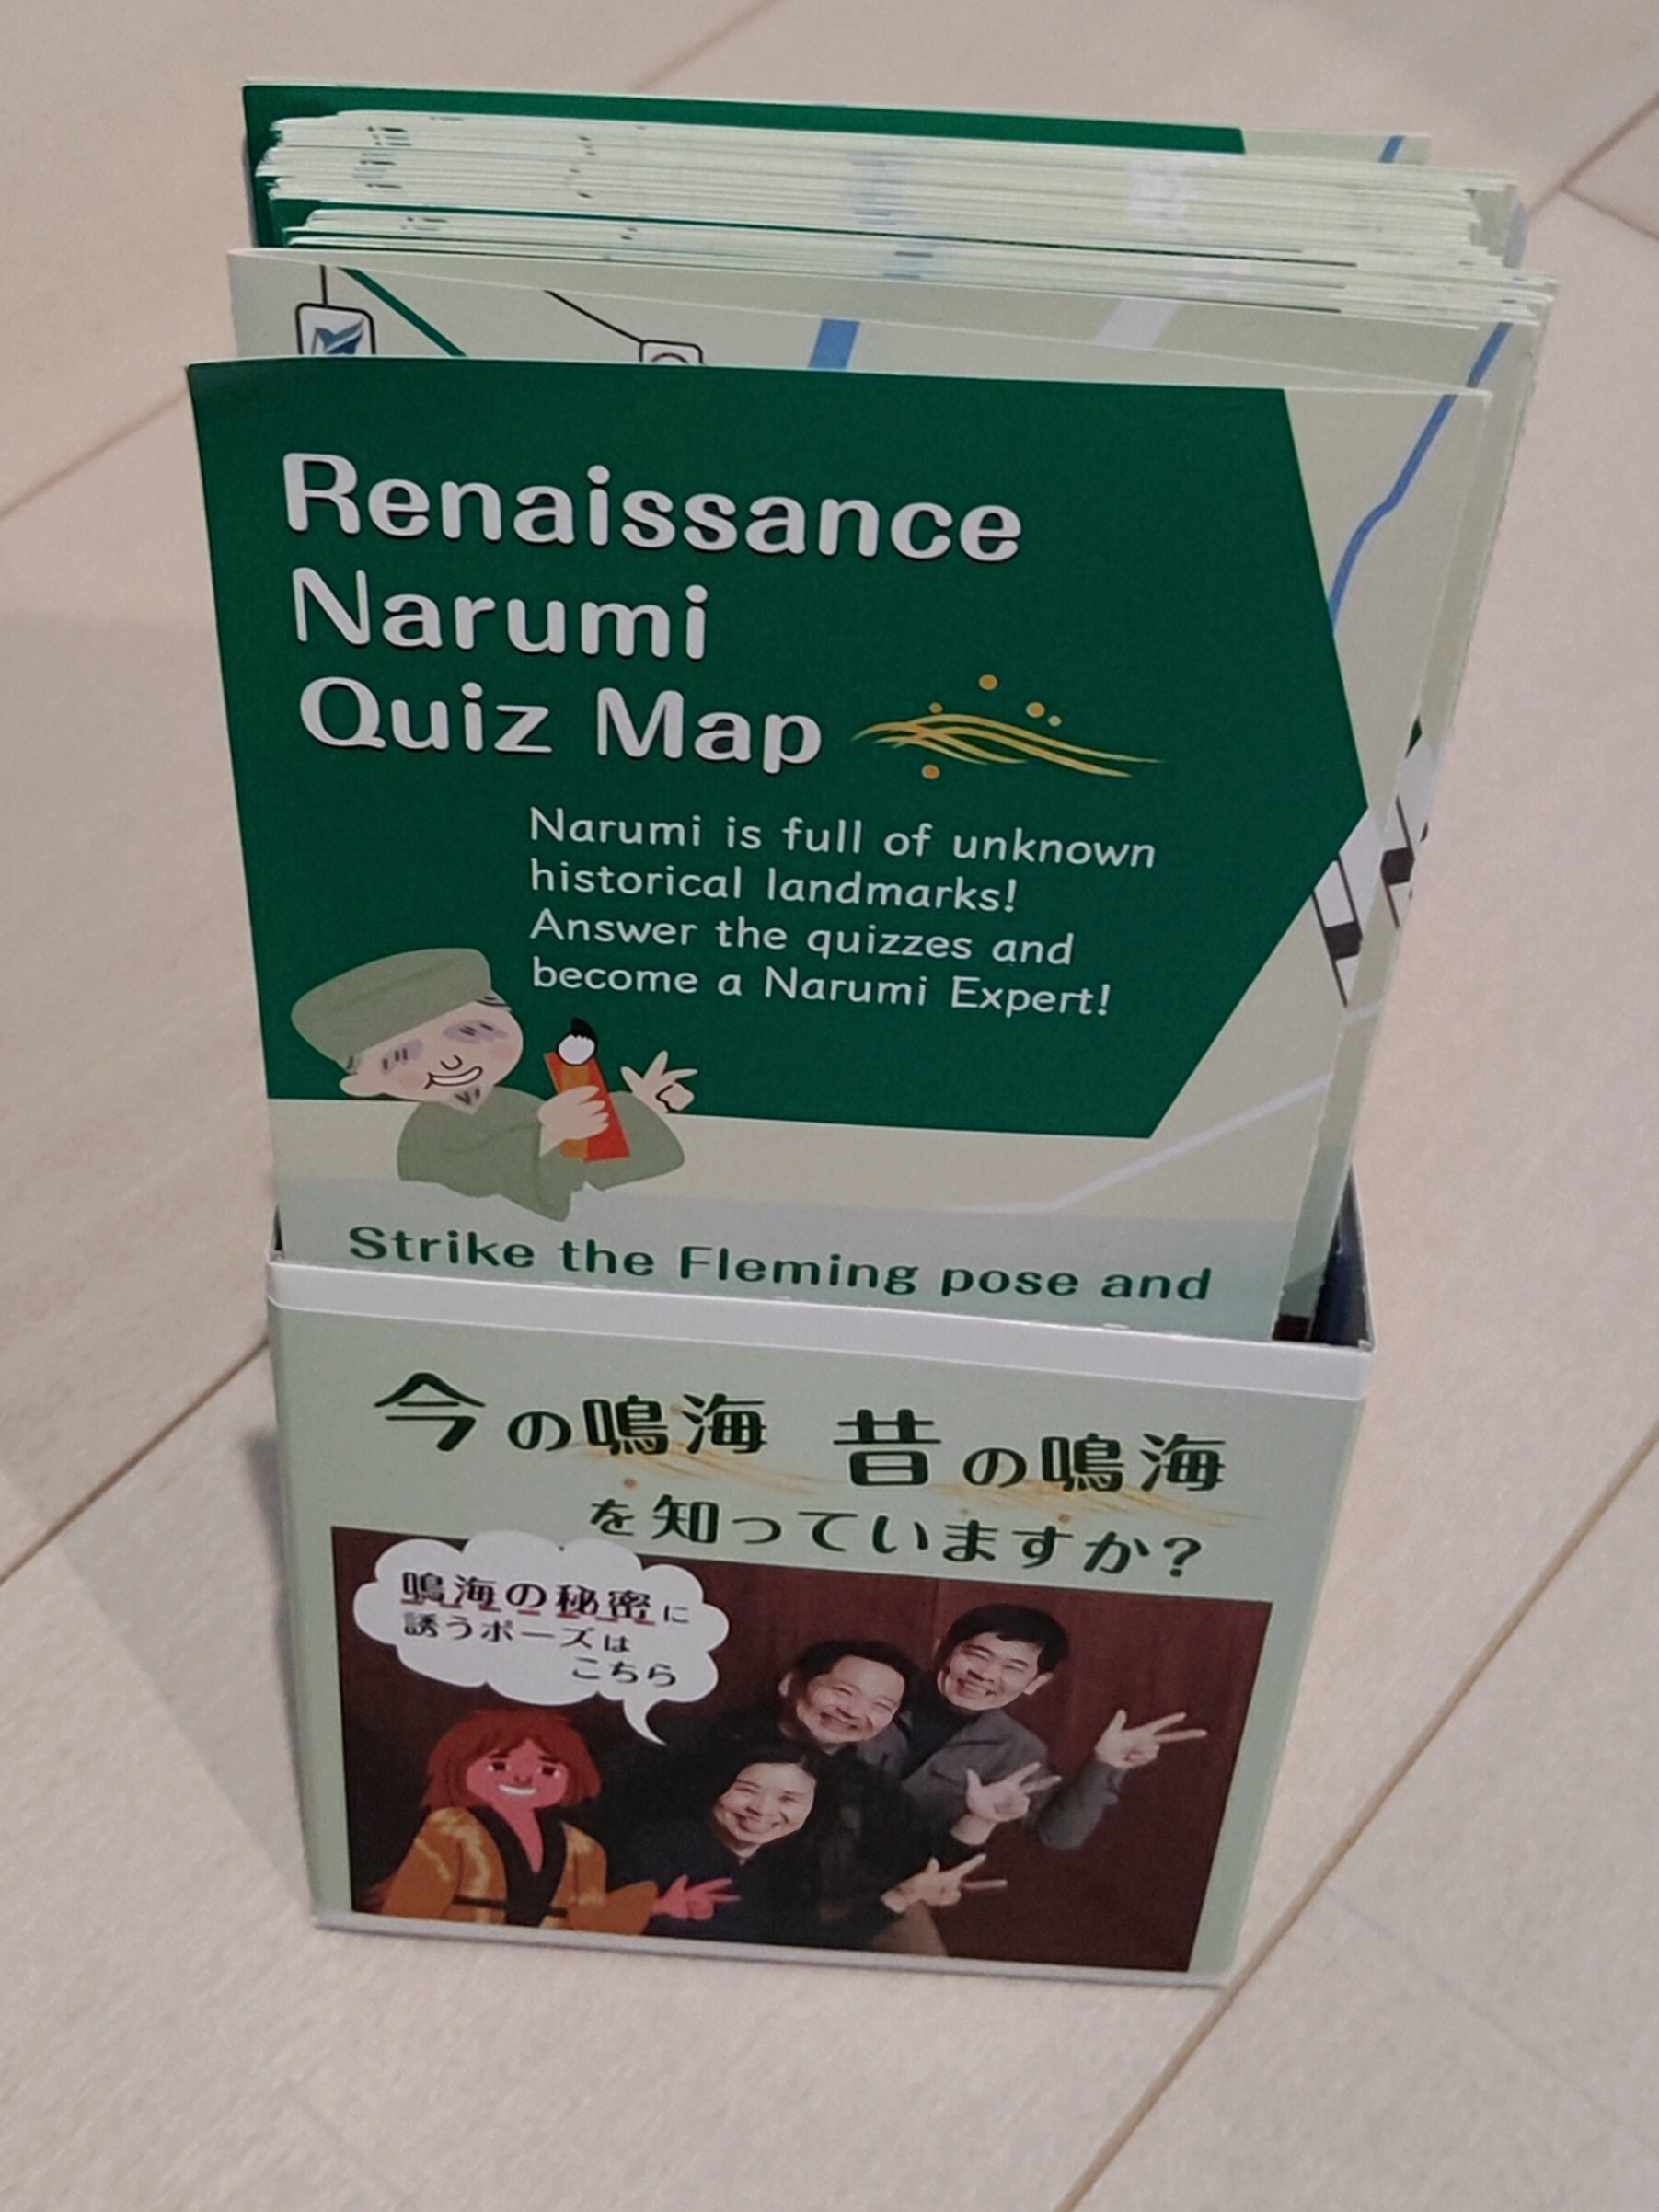 Renaissance
Narumi
Quiz Map
Narumi is full of unknown
historical landmarks!
Answer the quizzes and
become a Narumi Expert!
Strike the Fleming pose and
今の鳴海 昔の鳴海
を知っていますか?
鳴海の秘密に
誘うポーズは
こちら